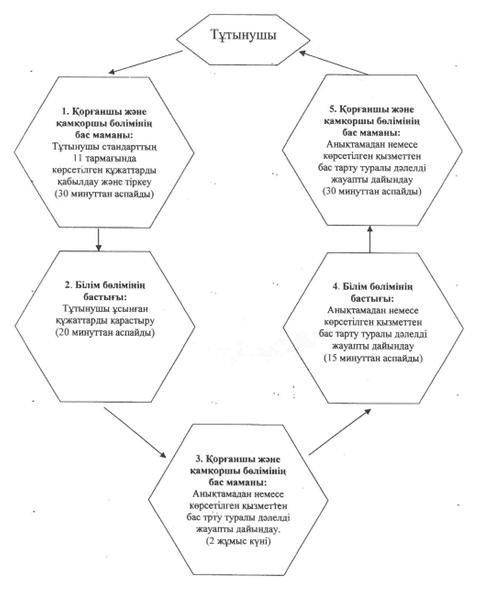 Тұтынушы
1. Қорғаншы және
қамқоршы бөлімінің
бас маманы:
Тұтынушы стандарттың
11 тармағында
көрсетілген құжаттарды
қабылдау және тіркеу
(30 минуттан аспайды)
2. Білім бөлімінің
бастығы:
Тұтынушы ұсынған
құжаттарды қарастыру
(20 минуттан аспайды)
3. Қорғаншы және
қамқоршы бөлімінің
бас маманы:
Анықтамадан немесе
көрсетілген қызметтен
бас трту туралы дәлелді
жауапты дайындау.
(2 жұмыс күні)
4. Білім бөлімінің
бастығы:
Анықтамадан немесе
көрсетілген қызметтен
бас тарту туралы дәлелді
жауапты дайындау
(15 минуттан аспайды)
5. Қорғаншы және
қамқоршы бөлімінің
бас маманы:
Анықтамадан немесе
көрсетілген қызметтен
бас тарту туралы дәлелді
жауапты дайындау
(30 минуттан аспайды)